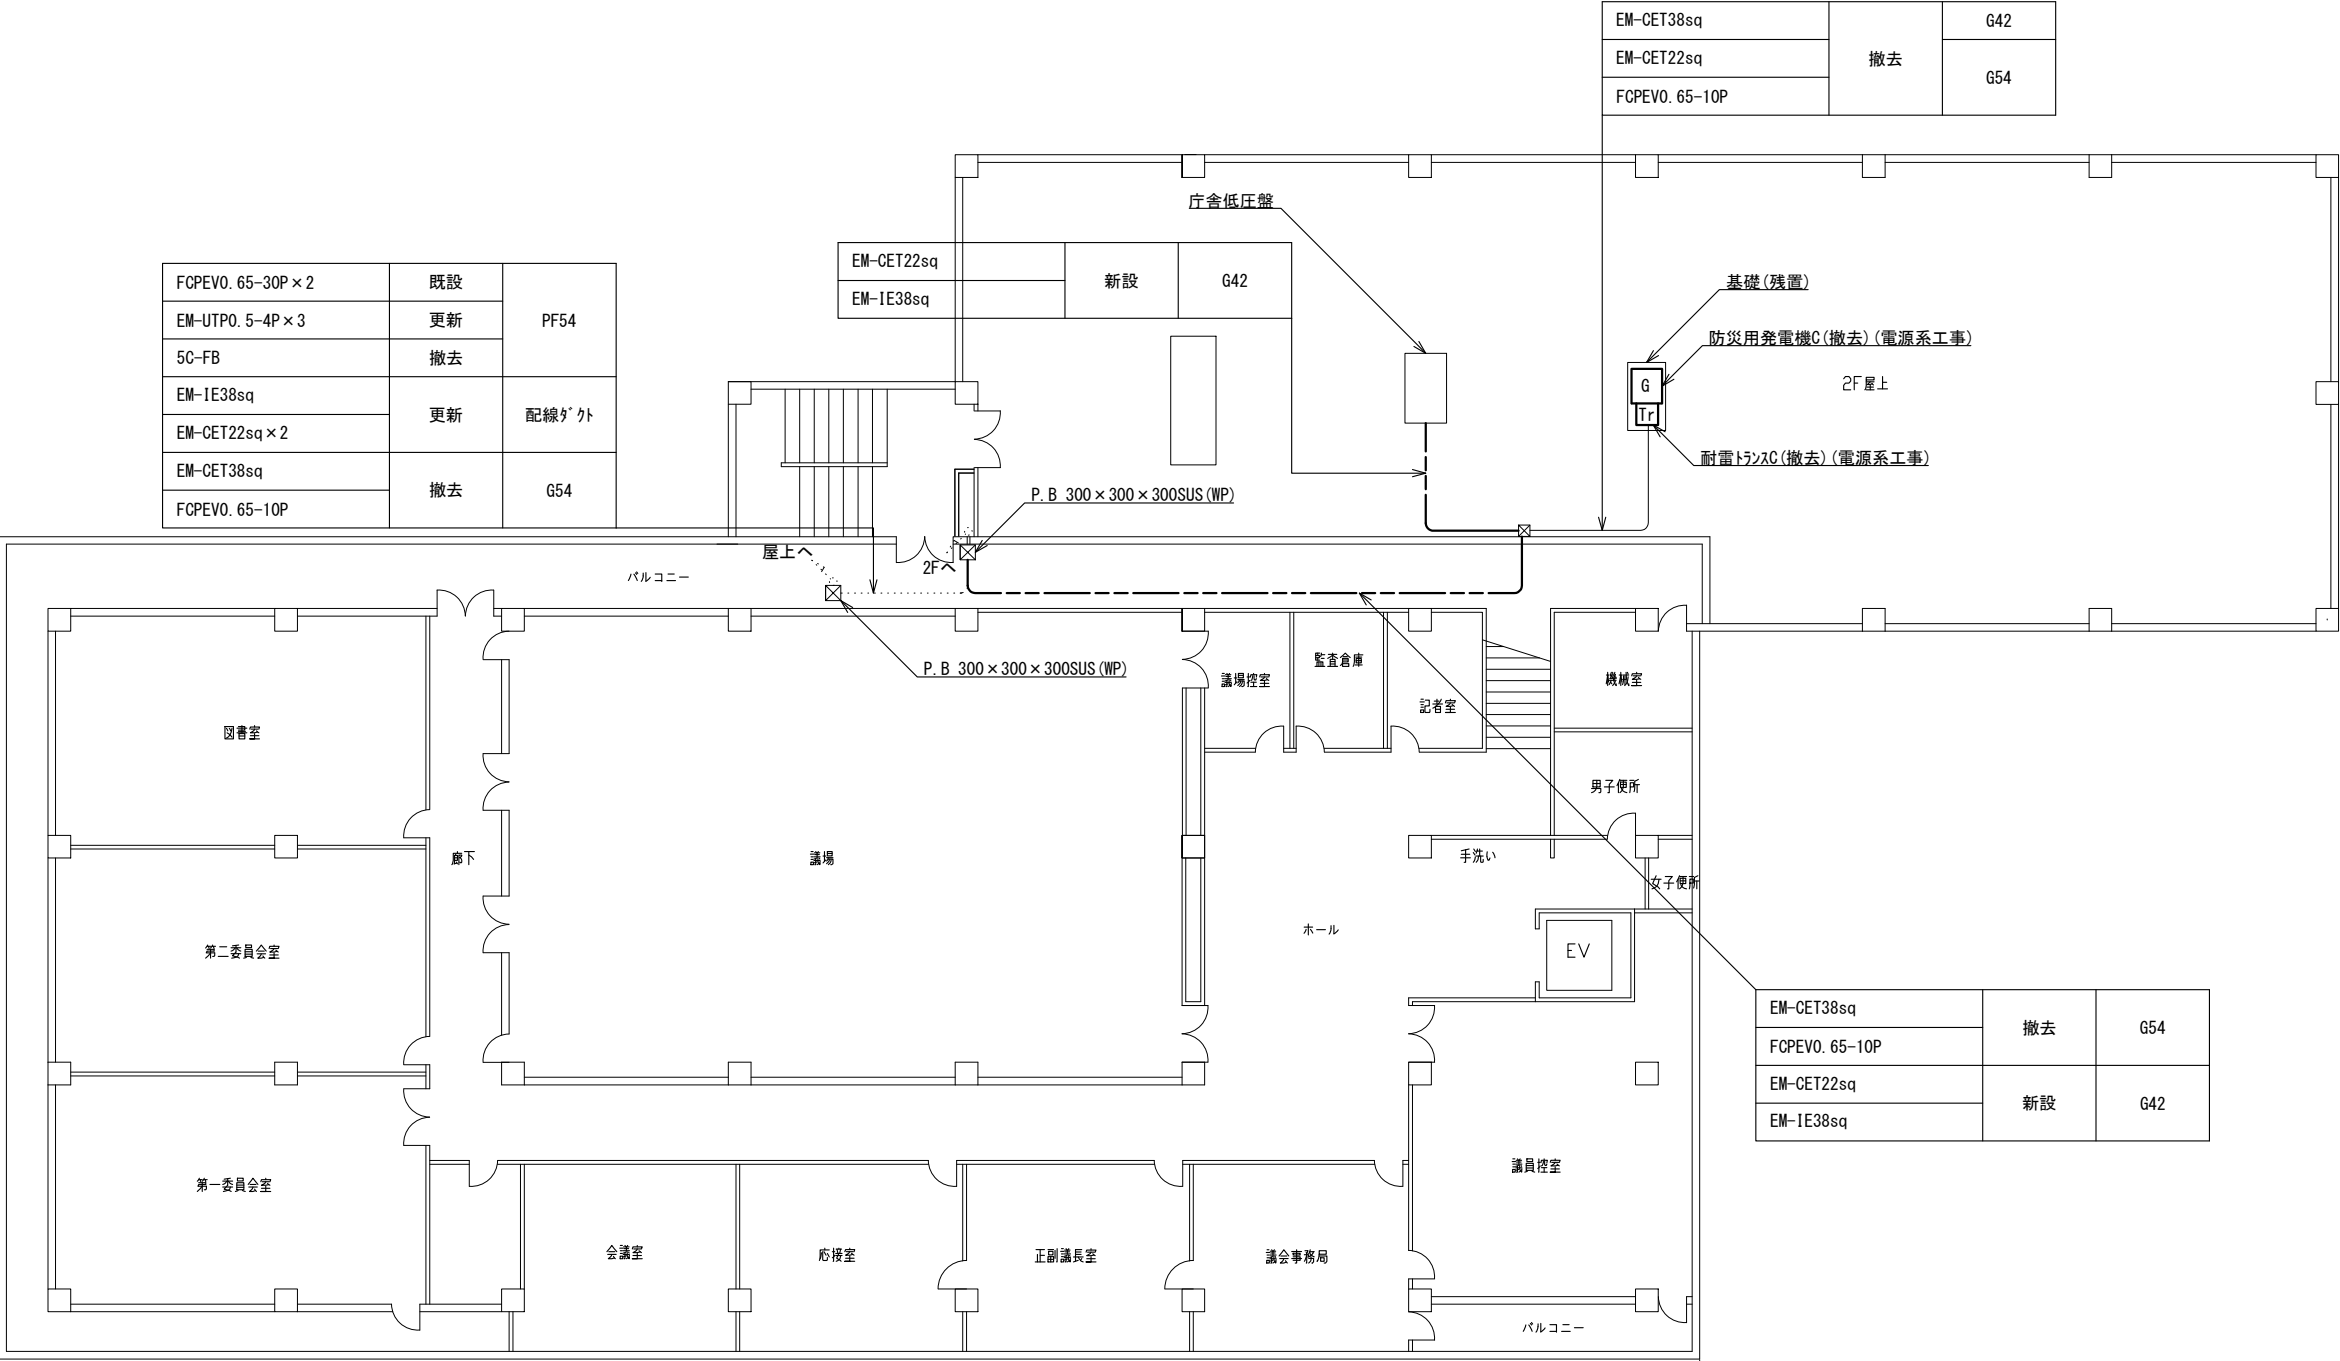 EM-CET38sq 撤去 G42
EM-CET22sq G54
FCPEV0.65-10P
庁舎低圧盤
FCPEV0.65-30P×2 既設 PF54
EM-UTP0.5-4P×3 更新
5C-FB 撤去
EM-IE38sq 更新 配線ﾀﾞｸﾄ
EM-CET22sq×2
EM-CET38sq 撤去 G54
FCPEV0.65-10P
EM-CET22sq 新設 G42
EM-IE38sq
基礎(残置)
防災用発電機C(撤去)(電源系工事)
G
Tr
2F屋上
耐雷ﾄﾗﾝｽC(撤去)(電源系工事)
P.B 300×300×300SUS(WP)
屋上へ
2Fへ
バルコニー
P.B 300×300×300SUS(WP)
議場控室
監査倉庫
記者室
機械室
図書室
男子便所
廊下
議場
手洗い
女子便所
ホール
第二委員会室
EV
EM-CET38sq 撤去 G54
FCPEV0.65-10P
EM-CET22sq 新設 G42
EM-IE38sq
第一委員会室
議員控室
会議室
応接室
正副議長室
議会事務局
バルコニー